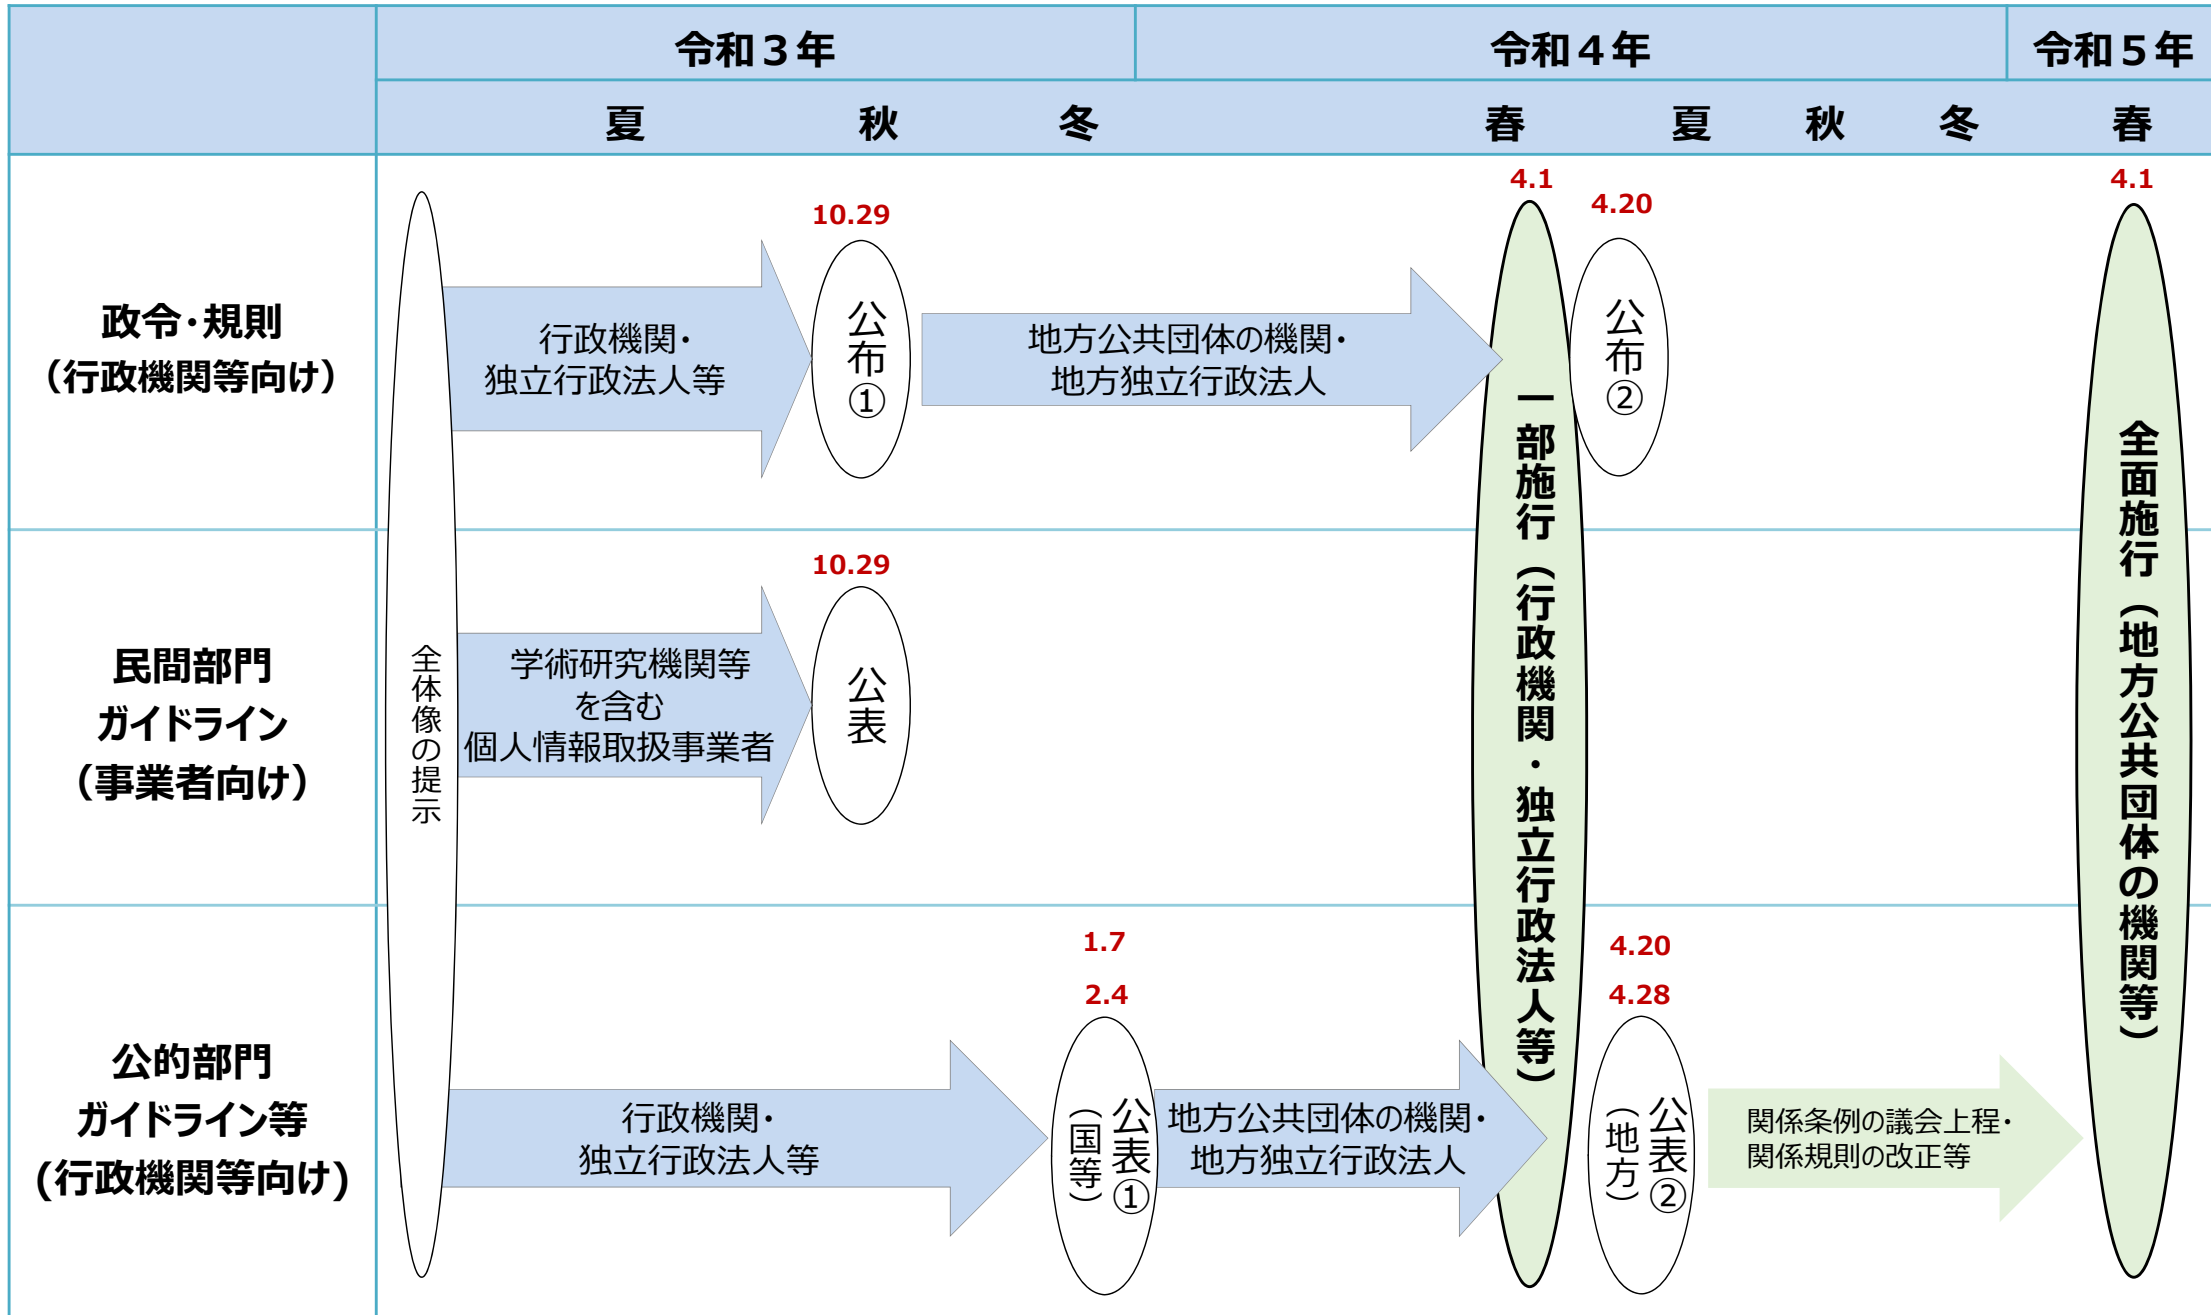 令和３年
令和４年
令和５年
夏
秋
冬
春
夏
秋
冬
春
政令・規則
（行政機関等向け）
全体像の提示
行政機関・
独立行政法人等
10.29
公布①
地方公共団体の機関・
地方独立行政法人
4.1
一部施行（行政機関・独立行政法人等）
4.20
公布②
4.1
全面施行（地方公共団体の機関等）
民間部門
ガイドライン
（事業者向け）
学術研究機関等
を含む
個人情報取扱事業者
10.29
公表
公的部門
ガイドライン等
(行政機関等向け)
行政機関・
独立行政法人等
1.7
2.4
公表①
（国等）
地方公共団体の機関・
地方独立行政法人
4.20
4.28
公表②
（地方）
関係条例の議会上程・
関係規則の改正等